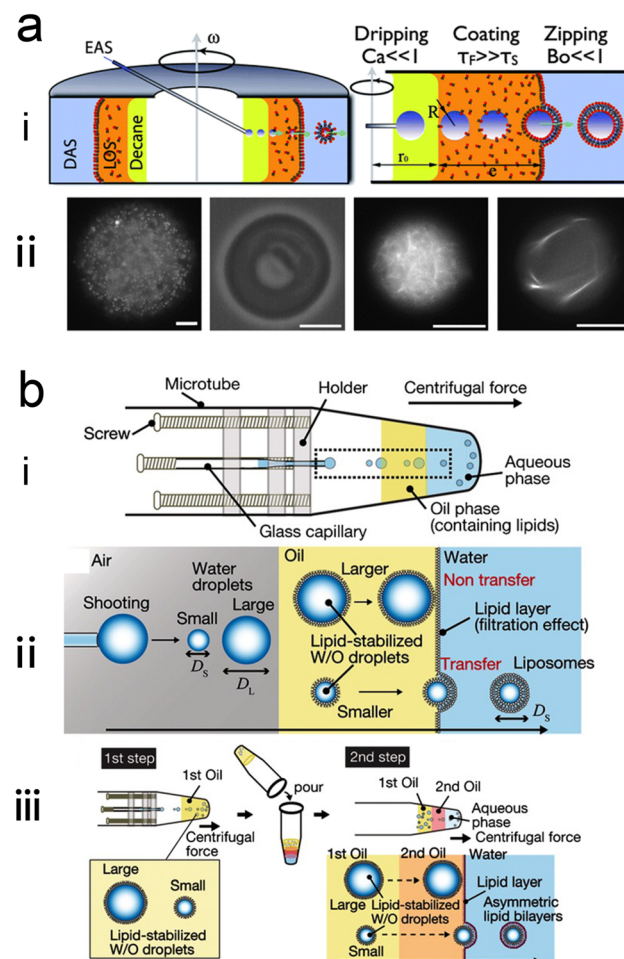 a
EAS
ω
Dripping
Ca<<1
Coating
τF>>τS
Zipping
Bo<<1
i
DAS
LOS
Decane
R
r₀
e
ii
b
Microtube
Holder
Centrifugal force
Screw
i
Aqueous
phase
Glass capillary
Oil phase
(containing lipids)
Air
Oil
Water
Water
droplets
Larger
Non transfer
Shooting
Small
Large
Lipid layer
(filtration effect)
ii
Lipid-stabilized
W/O droplets
Transfer
Liposomes
DS
DL
Smaller
DS
1st step
2nd step
iii
1st Oil
pour
1st Oil
2nd Oil
Aqueous
phase
Centrifugal
force
Centrifugal force
Large
Small
Lipid-stabilized
W/O droplets
1st Oil
2nd Oil
Water
Lipid layer
Large
Lipid-stabilized
W/O droplets
Asymmetric
lipid bilayers
Small